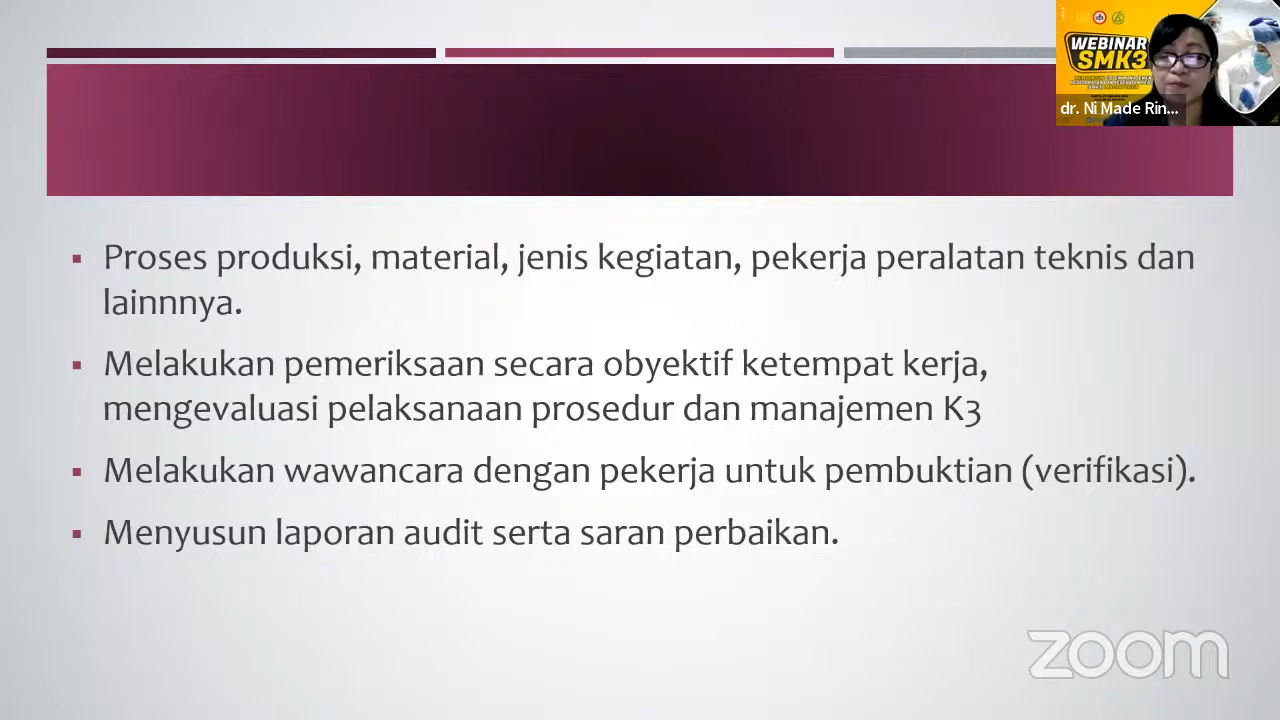 WEBINAR
SMK3
dr. Ni Made Rin...
Proses produksi, material, jenis kegiatan, pekerja peralatan teknis dan
lainnnya.
Melakukan pemeriksaan secara obyektif ketempat kerja,
mengevaluasi pelaksanaan prosedur dan manajemen K3
Melakukan wawancara dengan pekerja untuk pembuktian (verifikasi).
Menyusun laporan audit serta saran perbaikan.
zoom